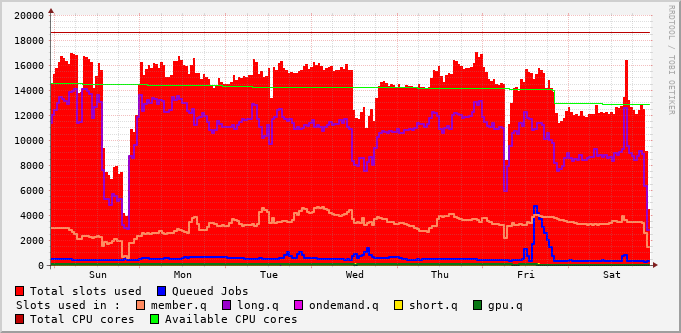 20000
18000
16000
14000
12000
10000
8000
6000
4000
2000
0
Sun Mon Tue Wed Thu Fri Sat
RRDTOOL / TOBI OETIKER
Total slots used Queued Jobs
Slots used in : member.q long.q ondemand.q short.q gpu.q
Total CPU cores Available CPU cores